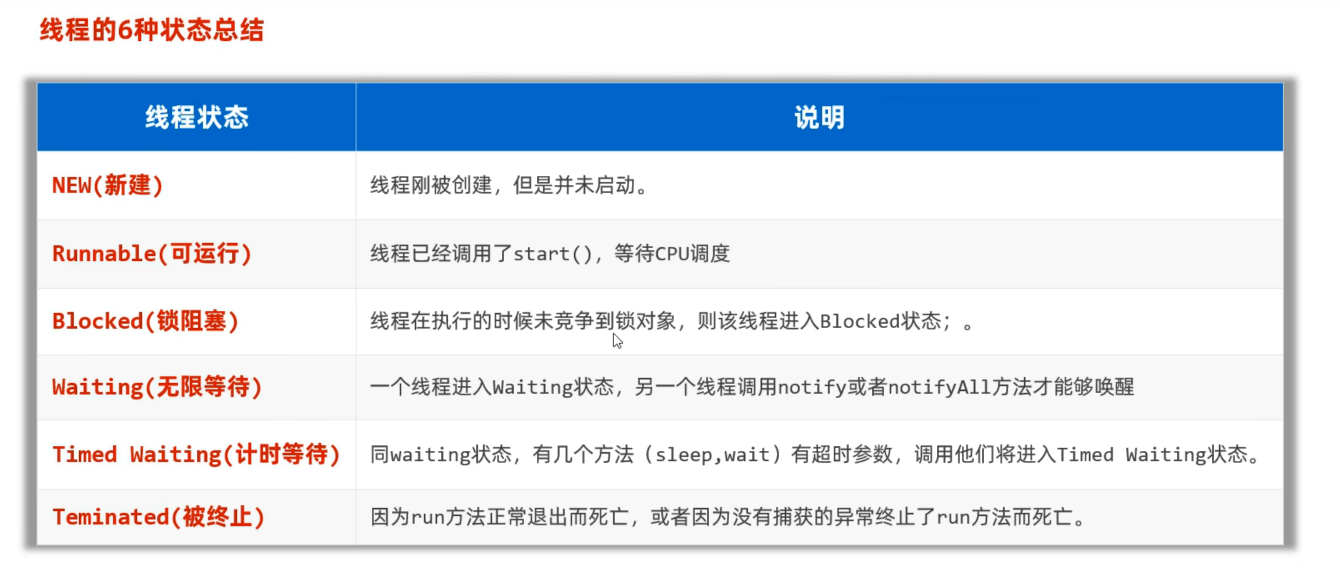 线程的6种状态总结
线程状态
说明
NEW(新建)
线程刚被创建，但是并未启动。
Runnable(可运行)
线程已经调用了start()，等待CPU调度
Blocked(锁阻塞)
线程在执行的时候未竞争到锁对象，则该线程进入Blocked状态；。
Waiting(无限等待)
一个线程进入Waiting状态，另一个线程调用notify或者notifyAll方法才能够唤醒
Timed Waiting(计时等待)
同waiting状态，有几个方法（sleep,wait）有超时参数，调用他们将进入Timed Waiting状态。
Teminated(被终止)
因为run方法正常退出而死亡，或者因为没有捕获的异常终止了run方法而死亡。